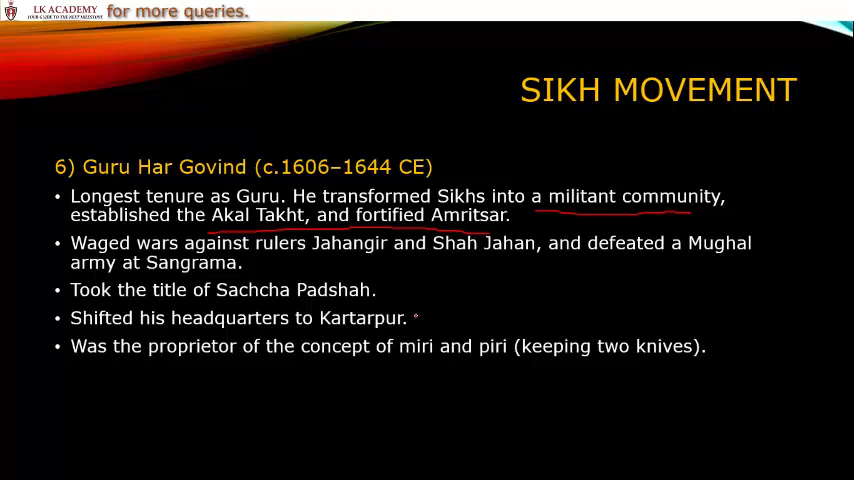 LK ACADEMY
YOUR GUIDE TO THE NEXT MILESTONE
for more queries.
SIKH MOVEMENT
6) Guru Har Govind (c.1606–1644 CE)
• Longest tenure as Guru. He transformed Sikhs into a militant community,
established the Akal Takht, and fortified Amritsar.
• Waged wars against rulers Jahangir and Shah Jahan, and defeated a Mughal
army at Sangrama.
• Took the title of Sachcha Padshah.
• Shifted his headquarters to Kartarpur.
• Was the proprietor of the concept of miri and piri (keeping two knives).